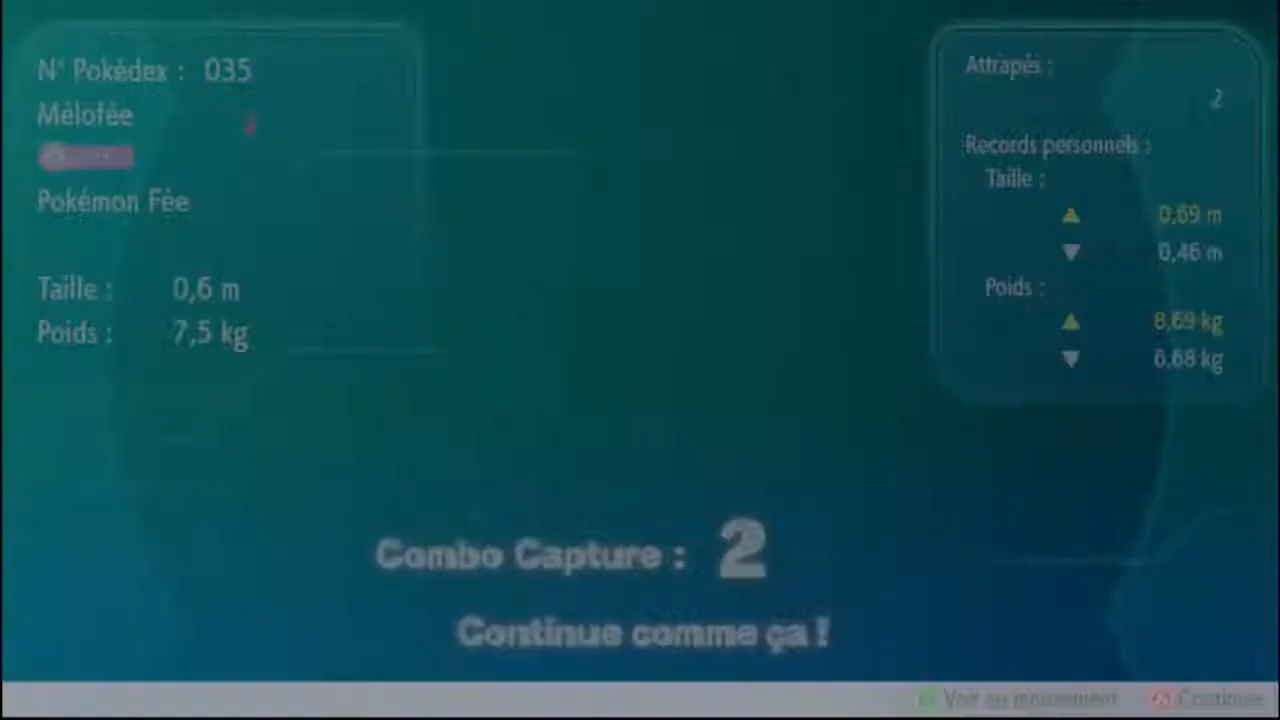 N° Pokédex : 035
Mélofée
Pokémon Fée
Taille : 0,6 m
Poids : 7,5 kg
Attrapés :
2
Records personnels :
Taille :
▲ 0,69 m
▼ 0,46 m
Poids :
▲ 8,69 kg
▼ 6,68 kg
Combo Capture : 2
Continue comme ça !
Voir en mouvement Continuer